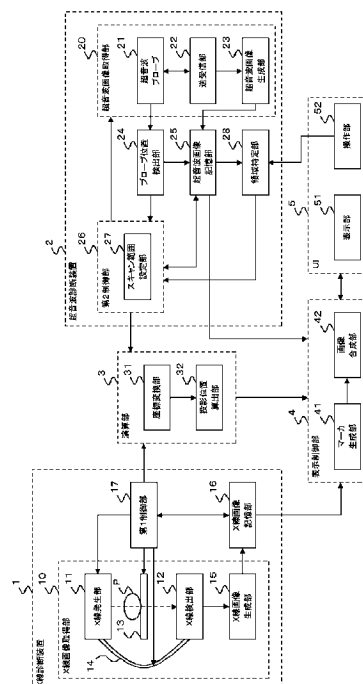 1
X線診断装置
10
X線画像取得部
11
X線発生部
14
13
P
12
X線検出部
15
X線画像生成部
17
第1制御部
16
X線画像記憶部
3
演算部
31
座標変換部
32
投影位置算出部
4
表示制御部
41
マーカ生成部
42
画像合成部
2
超音波診断装置
26
第2制御部
27
スキャン範囲設定部
20
超音波画像取得部
21
超音波プローブ
22
送受信部
23
超音波画像生成部
24
プローブ位置検出部
25
超音波画像記憶部
28
領域特定部
5
UI
51
表示部
52
操作部